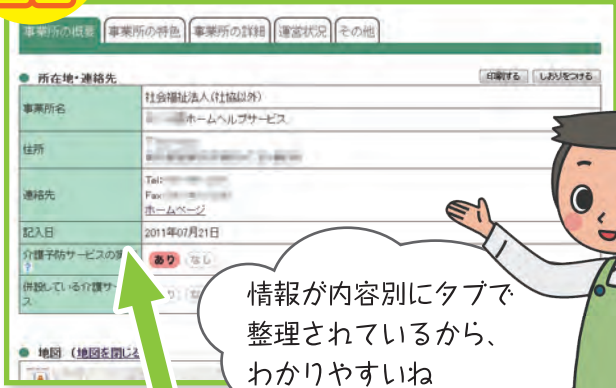 事業所の概要 事業所の特色 事業所の詳細 運営状況 その他
● 所在地・連絡先 印刷する しおりをつける
事業所名 社会福祉法人(社協以外)
ホームヘルプサービス
住所
連絡先 Tel:
Fax:
ホームページ
記入日 2011年07月21日
介護予防サービスの実 あり なし
?
併設している介護サー
ス
● 地図 (地図を閉じる
情報が内容別にタブで
整理されているから、
わかりやすいね